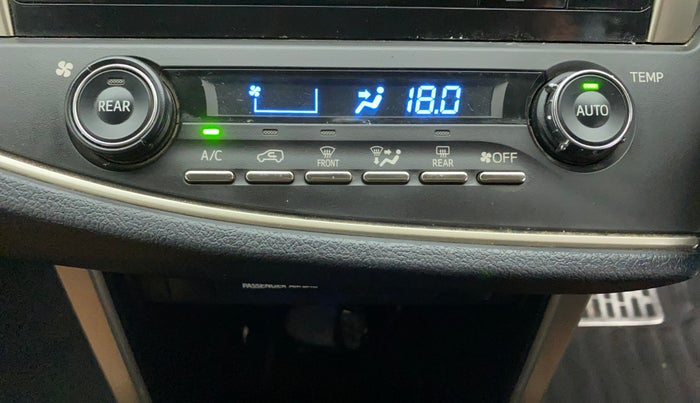 REAR
18.0
AUTO
TEMP
A/C
FRONT
REAR
OFF
PASSENGER